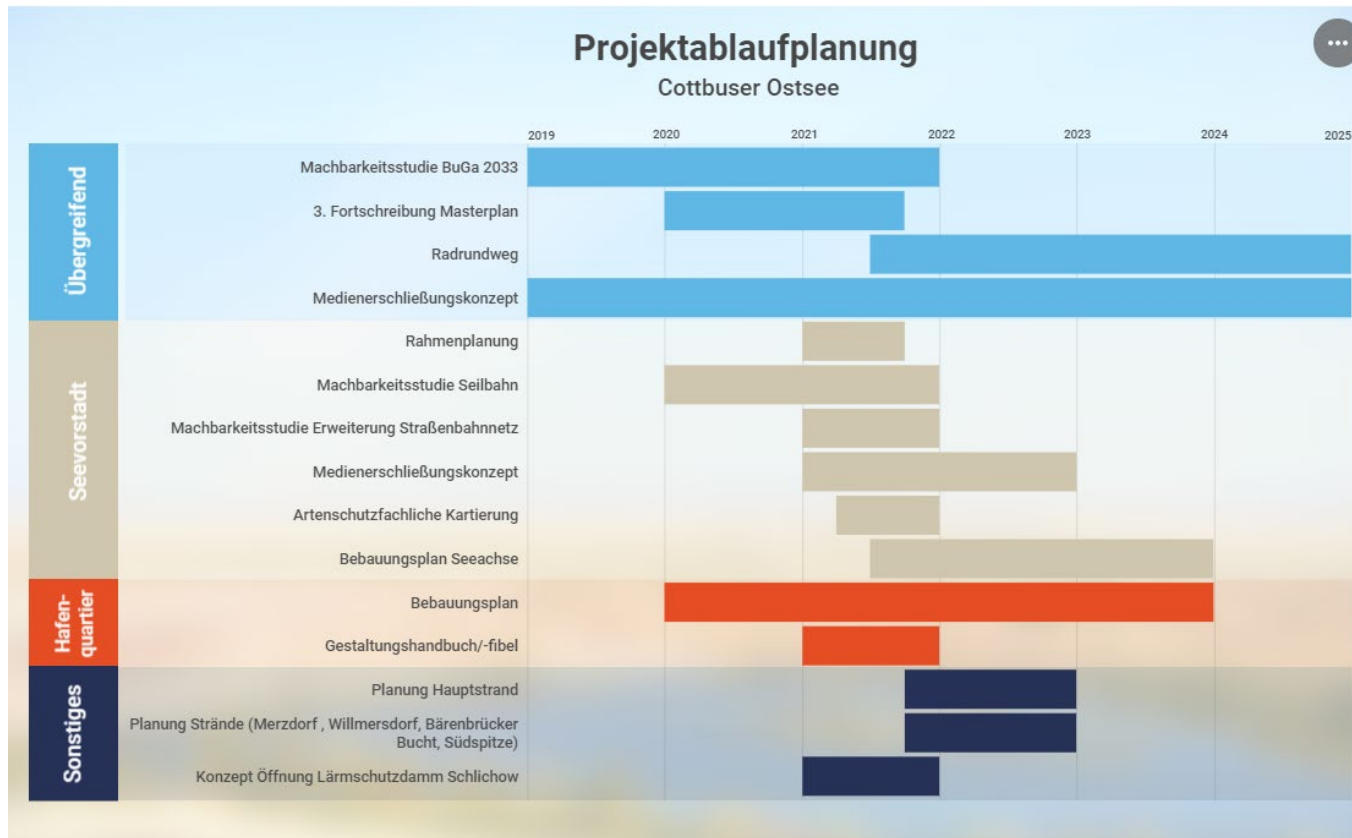 Projektablaufplanung
Cottbuser Ostsee
2019 2020 2021 2022 2023 2024 2025
Übergreifend
Machbarkeitsstudie BuGa 2033
3. Fortschreibung Masterplan
Radrundweg
Medienerschließungskonzept
Seevorstadt
Rahmenplanung
Machbarkeitsstudie Seilbahn
Machbarkeitsstudie Erweiterung Straßenbahnnetz
Medienerschließungskonzept
Artenschutzfachliche Kartierung
Bebauungsplan Seeachse
Hafen-
quartier
Bebauungsplan
Gestaltungshandbuch/-fibel
Sonstiges
Planung Hauptstrand
Planung Strände (Merzdorf , Willmersdorf, Bärenbrücker
Bucht, Südspitze)
Konzept Öffnung Lärmschutzdamm Schlichow